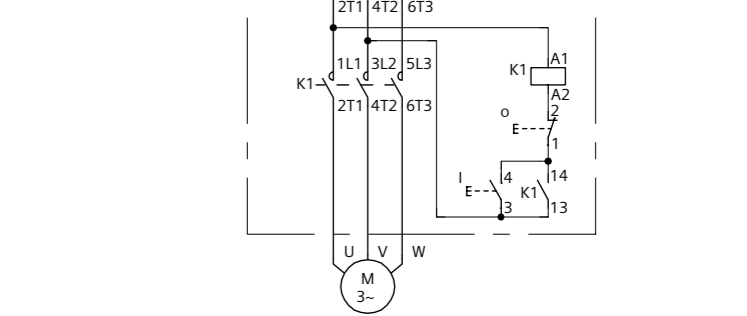 2T1 4T2 6T3
1L1 3L2 5L3
K1
2T1 4T2 6T3
K1
A1
A2
O
E
2
1
I
E
4
3
K1
14
13
U V W
M
3~